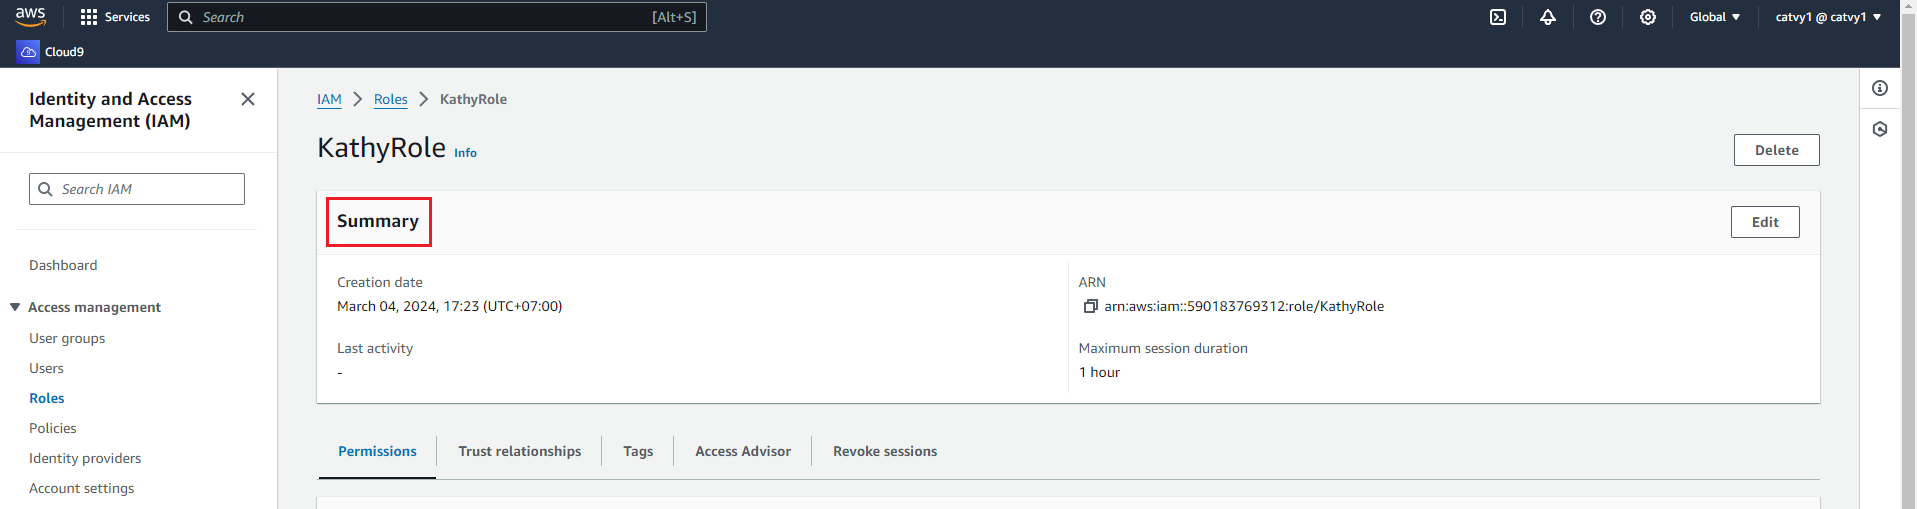 aws
Services
Search [Alt+S]
Global
catvy1 @ catvy1
Cloud9
Identity and Access
Management (IAM)
Search IAM
Dashboard
Access management
User groups
Users
Roles
Policies
Identity providers
Account settings
IAM > Roles > KathyRole
KathyRole Info
Delete
Summary
Edit
Creation date
March 04, 2024, 17:23 (UTC+07:00)
Last activity
-
ARN
arn:aws:iam::590183769312:role/KathyRole
Maximum session duration
1 hour
Permissions
Trust relationships
Tags
Access Advisor
Revoke sessions